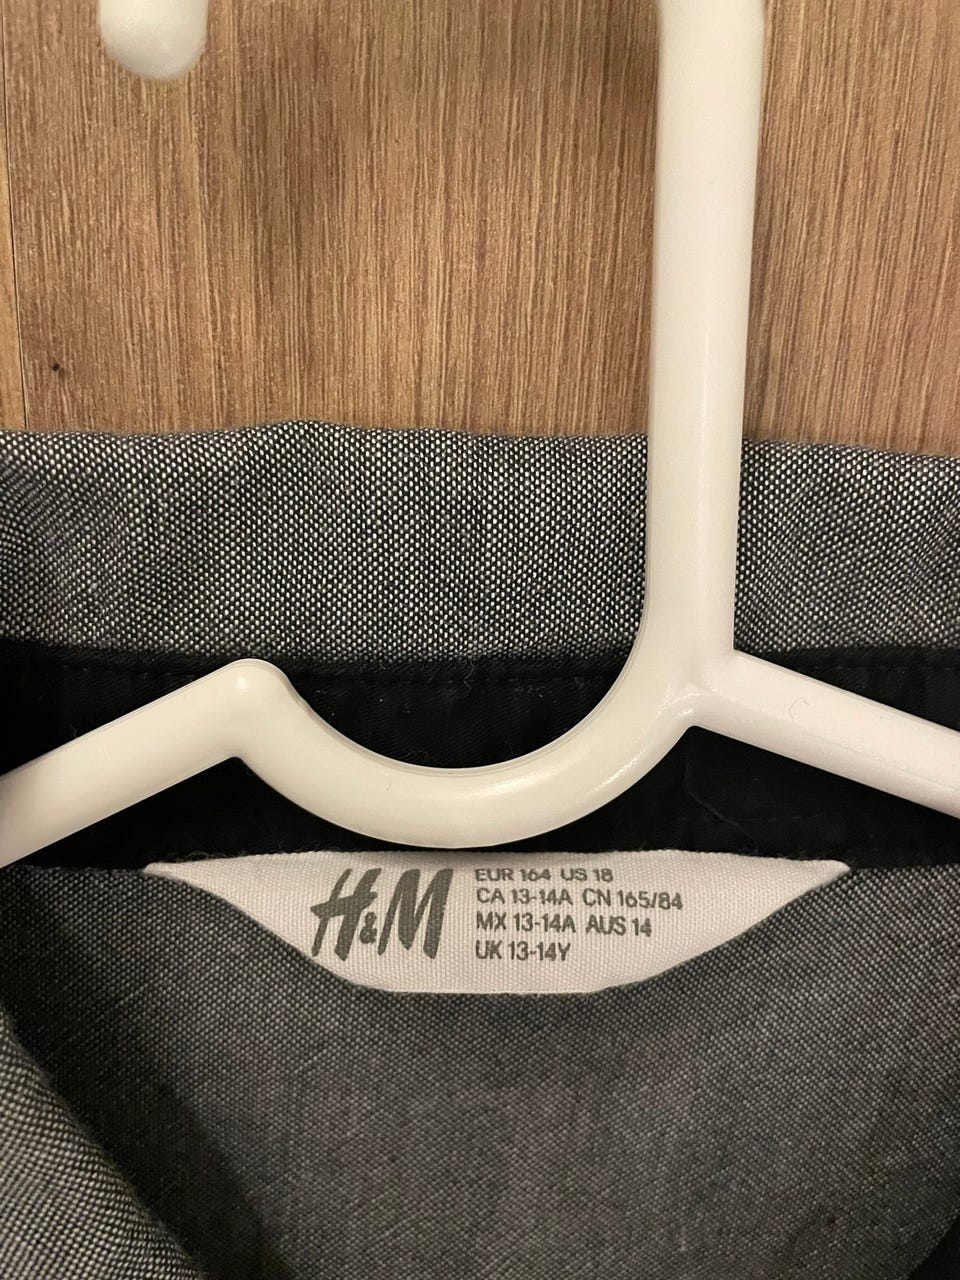 H&M
EUR 164 US 18
CA 13-14A CN 165/84
MX 13-14A AUS 14
UK 13-14Y